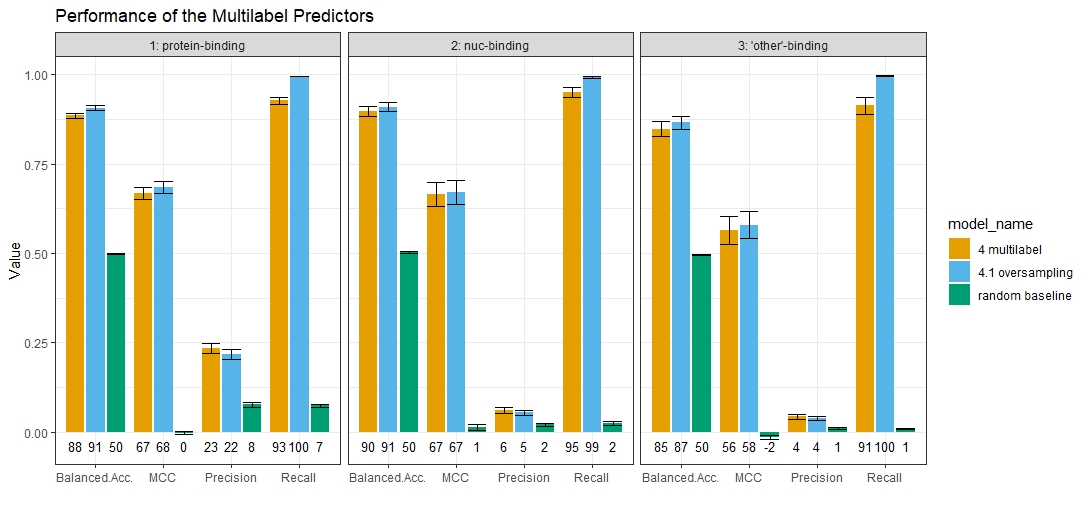 Performance of the Multilabel Predictors
1: protein-binding
2: nuc-binding
3: 'other'-binding
Value
1.00
0.75
0.50
0.25
0.00
88 91 50 67 68 0 23 22 8 93 100 7
90 91 50 67 67 1 6 5 2 95 99 2
85 87 50 56 58 -2 4 4 1 91 100 1
Balanced.Acc. MCC Precision Recall
Balanced.Acc. MCC Precision Recall
Balanced.Acc. MCC Precision Recall
model_name
4 multilabel
4.1 oversampling
random baseline